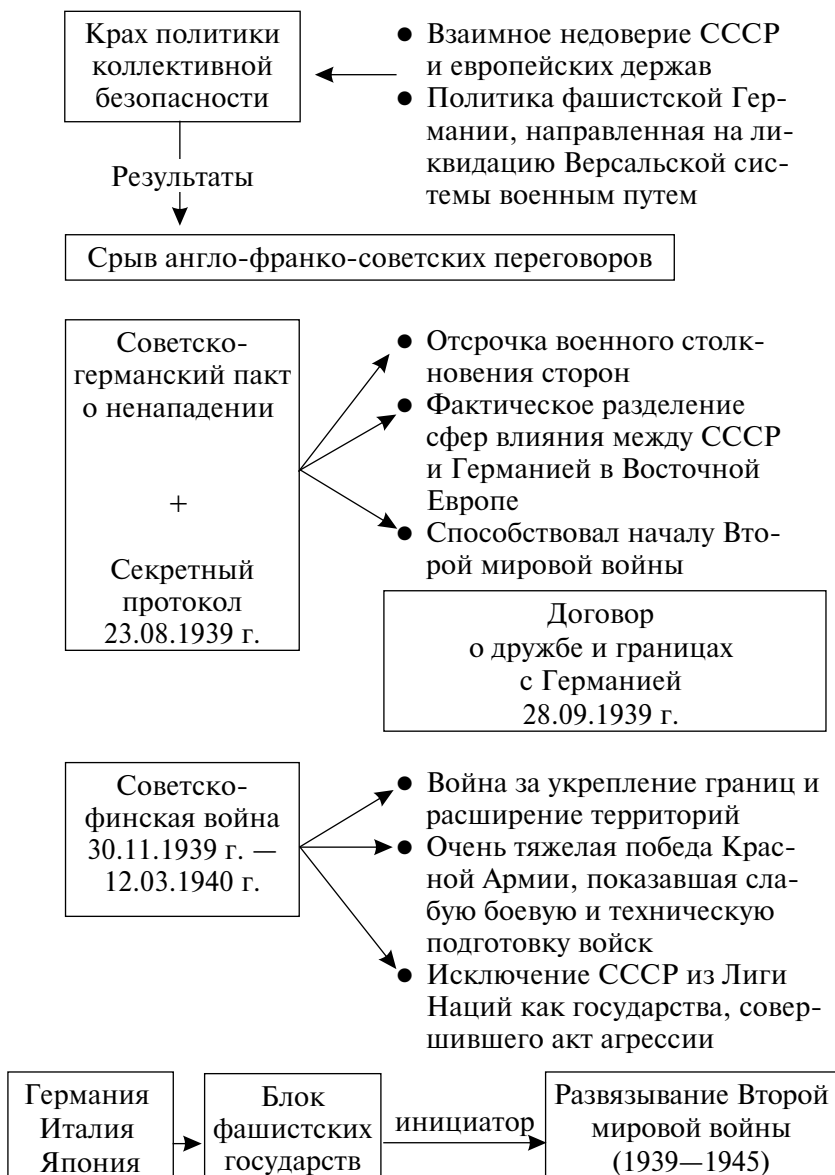 Крах политики
коллективной
безопасности
● Взаимное недоверие СССР
и европейских держав
● Политика фашистской Гер-
мании, направленная на ли-
квидацию Версальской сис-
темы военным путем
Результаты
Срыв англо-франко-советских переговоров
Советско-
германский пакт
о ненападении
+
Секретный
протокол
23.08.1939 г.
● Отсрочка военного столк-
новения сторон
● Фактическое разделение
сфер влияния между СССР
и Германией в Восточной
Европе
● Способствовал началу Вто-
рой мировой войны
Договор
о дружбе и границах
с Германией
28.09.1939 г.
Советско-
финская война
30.11.1939 г. —
12.03.1940 г.
● Война за укрепление границ и
расширение территорий
● Очень тяжелая победа Крас-
ной Армии, показавшая сла-
бую боевую и техническую
подготовку войск
● Исключение СССР из Лиги
Наций как государства, совер-
шившего акт агрессии
Германия
Италия
Япония
Блок
фашистских
государств
инициатор
Развязывание Второй
мировой войны
(1939—1945)